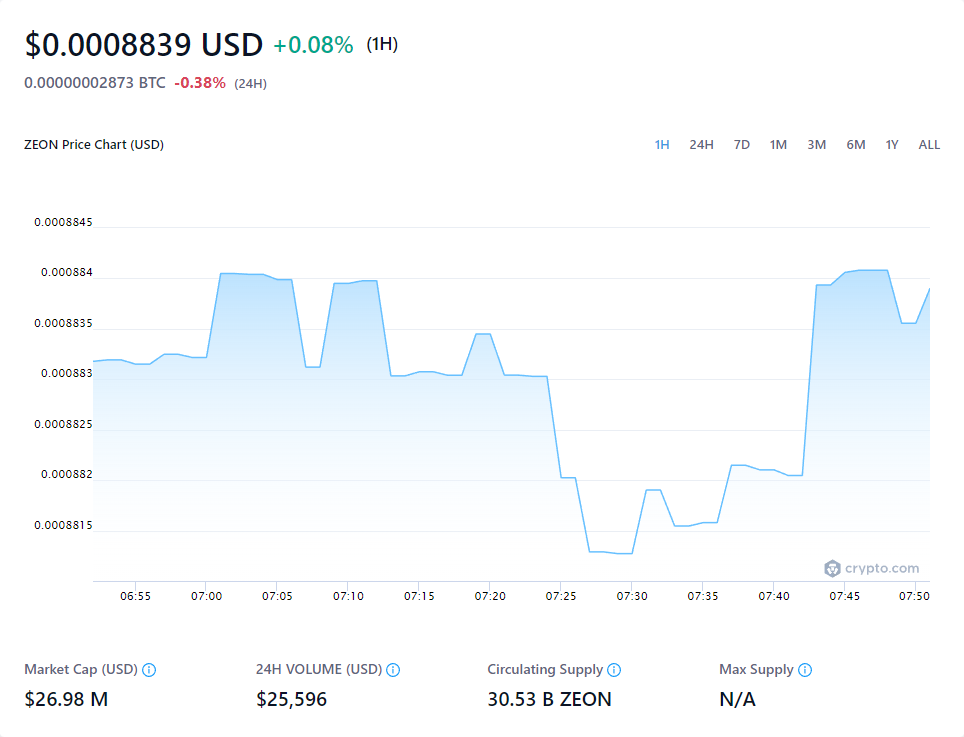 $0.0008839 USD +0.08% (1H)
0.00000002873 BTC -0.38% (24H)
ZEON Price Chart (USD) 1H 24H 7D 1M 3M 6M 1Y ALL
0.0008845
0.000884
0.0008835
0.000883
0.0008825
0.000882
0.0008815
crypto.com
06:55 07:00 07:05 07:10 07:15 07:20 07:25 07:30 07:35 07:40 07:45 07:50
Market Cap (USD) 24H VOLUME (USD) Circulating Supply Max Supply
$26.98 M $25,596 30.53 B ZEON N/A